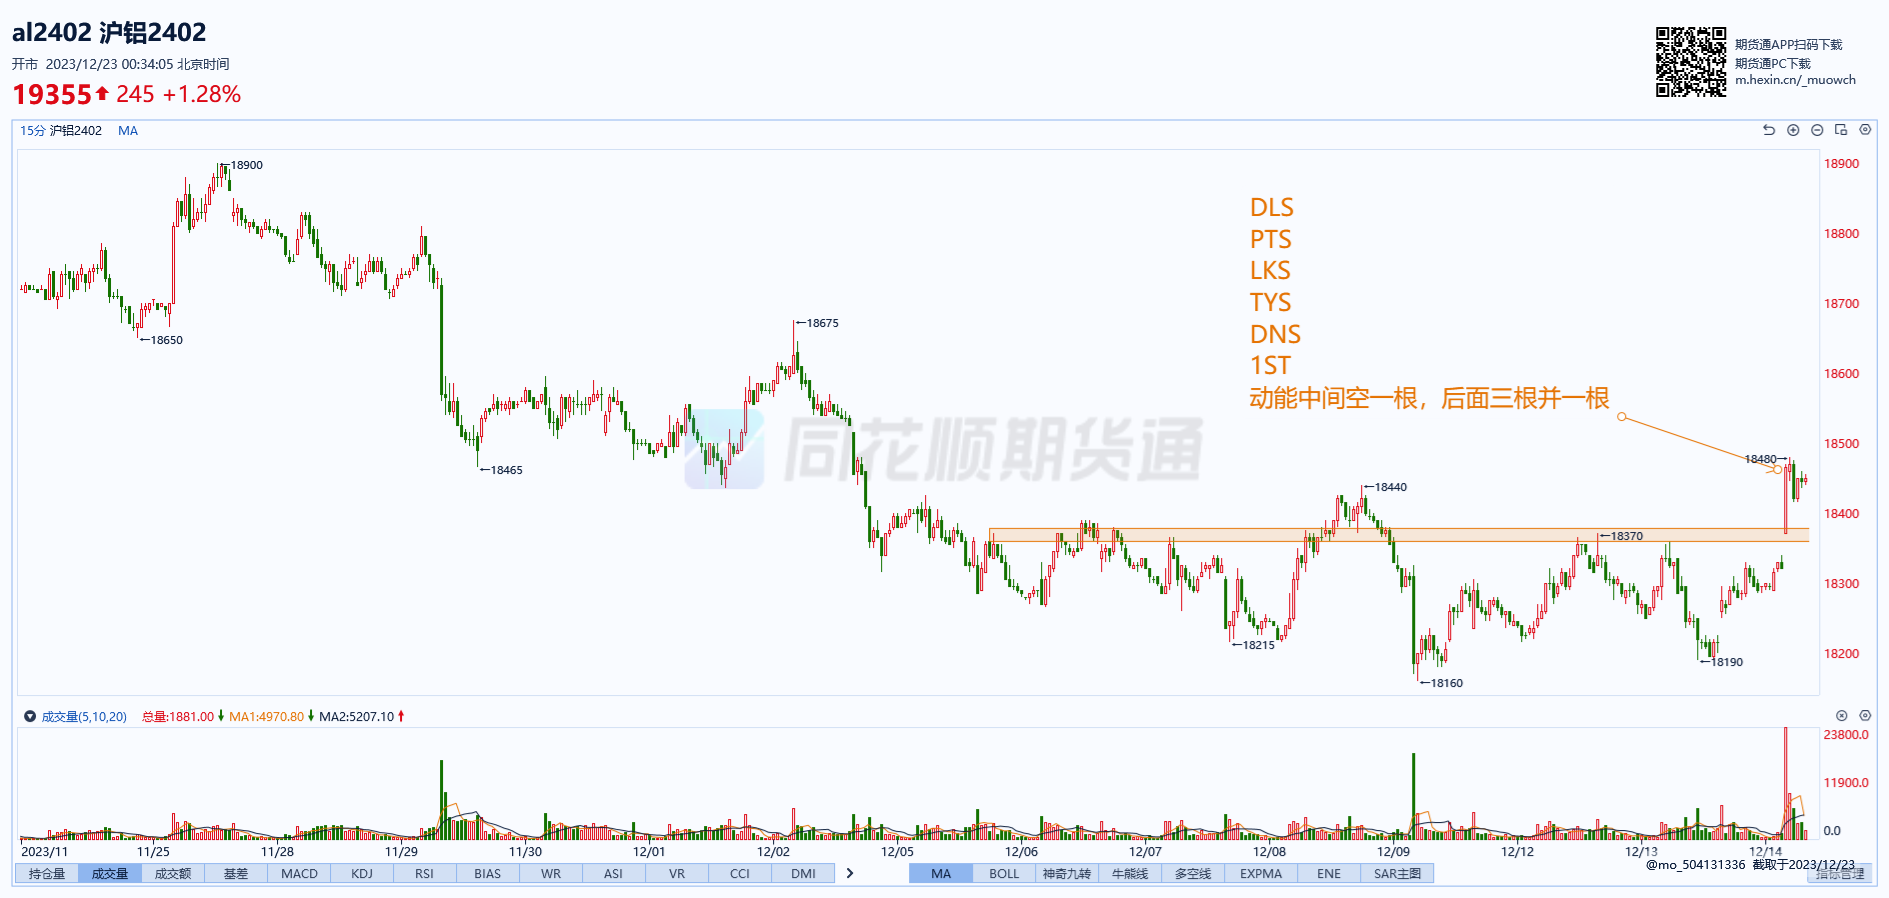 al2402 沪铝2402
开市 2023/12/23 00:34:05 北京时间
19355 245 +1.28%
期货通APP扫码下载
期货通PC下载
m.hexin.cn/_muowch
15分 沪铝2402 MA
18900
18800
18700
18600
18500
18400
18300
18200
←18900
←18650
←18465
←18675
←18215
←18440
←18160
←18370
←18190
18480→
DLS
PTS
LKS
TYS
DNS
1ST
动能中间空一根，后面三根并一根
同花顺期货通
成交量(5,10,20) 总量:1881.00 MA1:4970.80 MA2:5207.10
23800.0
11900.0
0.0
2023/11 11/25 11/28 11/29 11/30 12/01 12/02 12/05 12/06 12/07 12/08 12/09 12/12 12/13 12/14
@mo_504131336 截取于2023/12/23
持仓量 成交量 成交额 基差 MACD KDJ RSI BIAS WR ASI VR CCI DMI MA BOLL 神奇九转 牛能线 多空线 EXPMA ENE SAR主图 指标管理